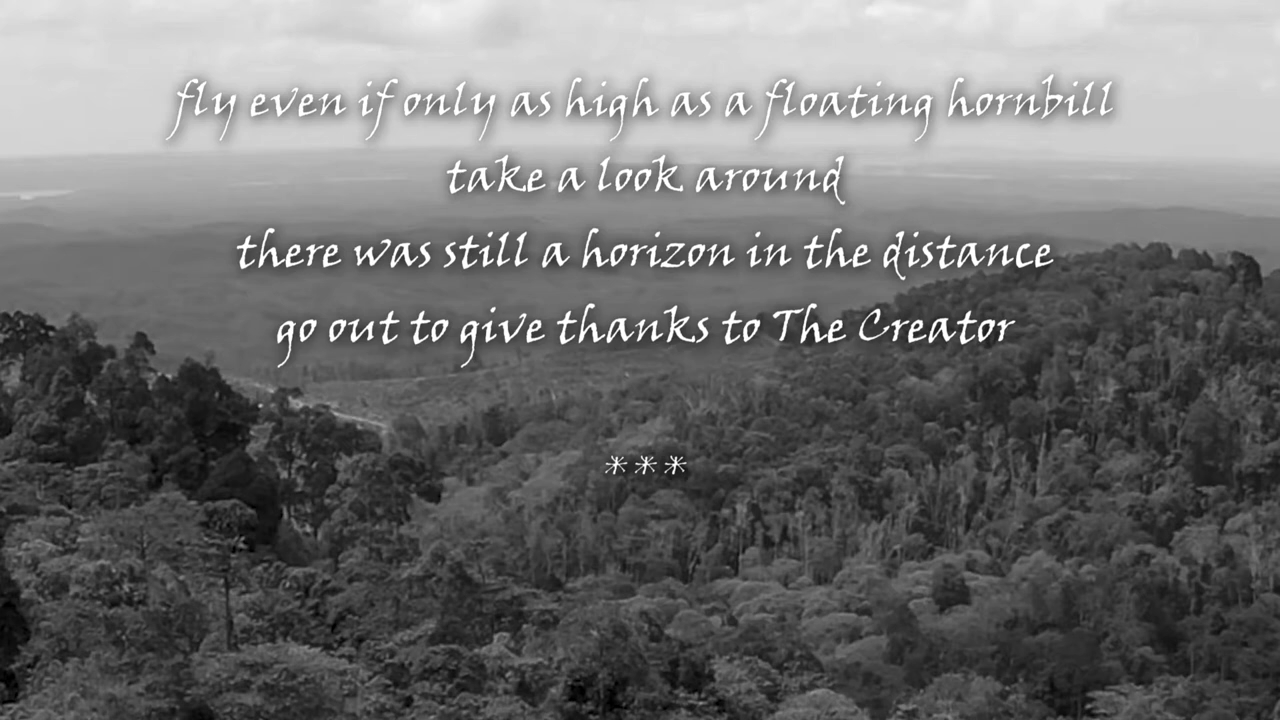 fly even if only as high as a floating hornbill
take a look around
there was still a horizon in the distance
go out to give thanks to The Creator
***